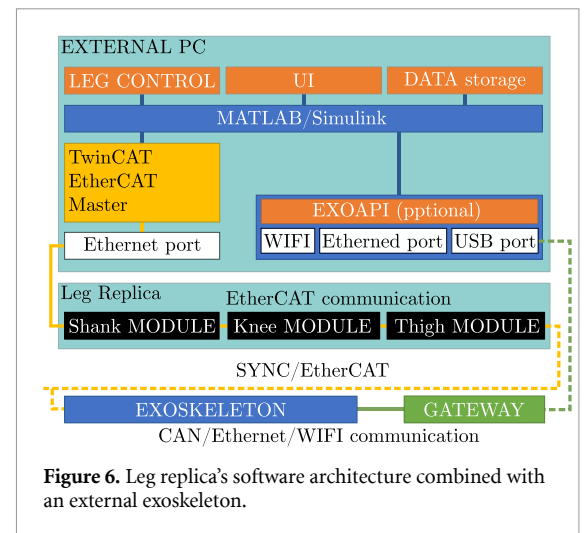 EXTERNAL PC
LEG CONTROL
UI
DATA storage
MATLAB/Simulink
TwinCAT
EtherCAT
Master
Ethernet port
EXOAPI (pptional)
WIFI
Etherned port
USB port
Leg Replica
EtherCAT communication
Shank MODULE
Knee MODULE
Thigh MODULE
SYNC/EtherCAT
EXOSKELETON
GATEWAY
CAN/Ethernet/WIFI communication
Figure 6. Leg replica's software architecture combined with
an external exoskeleton.